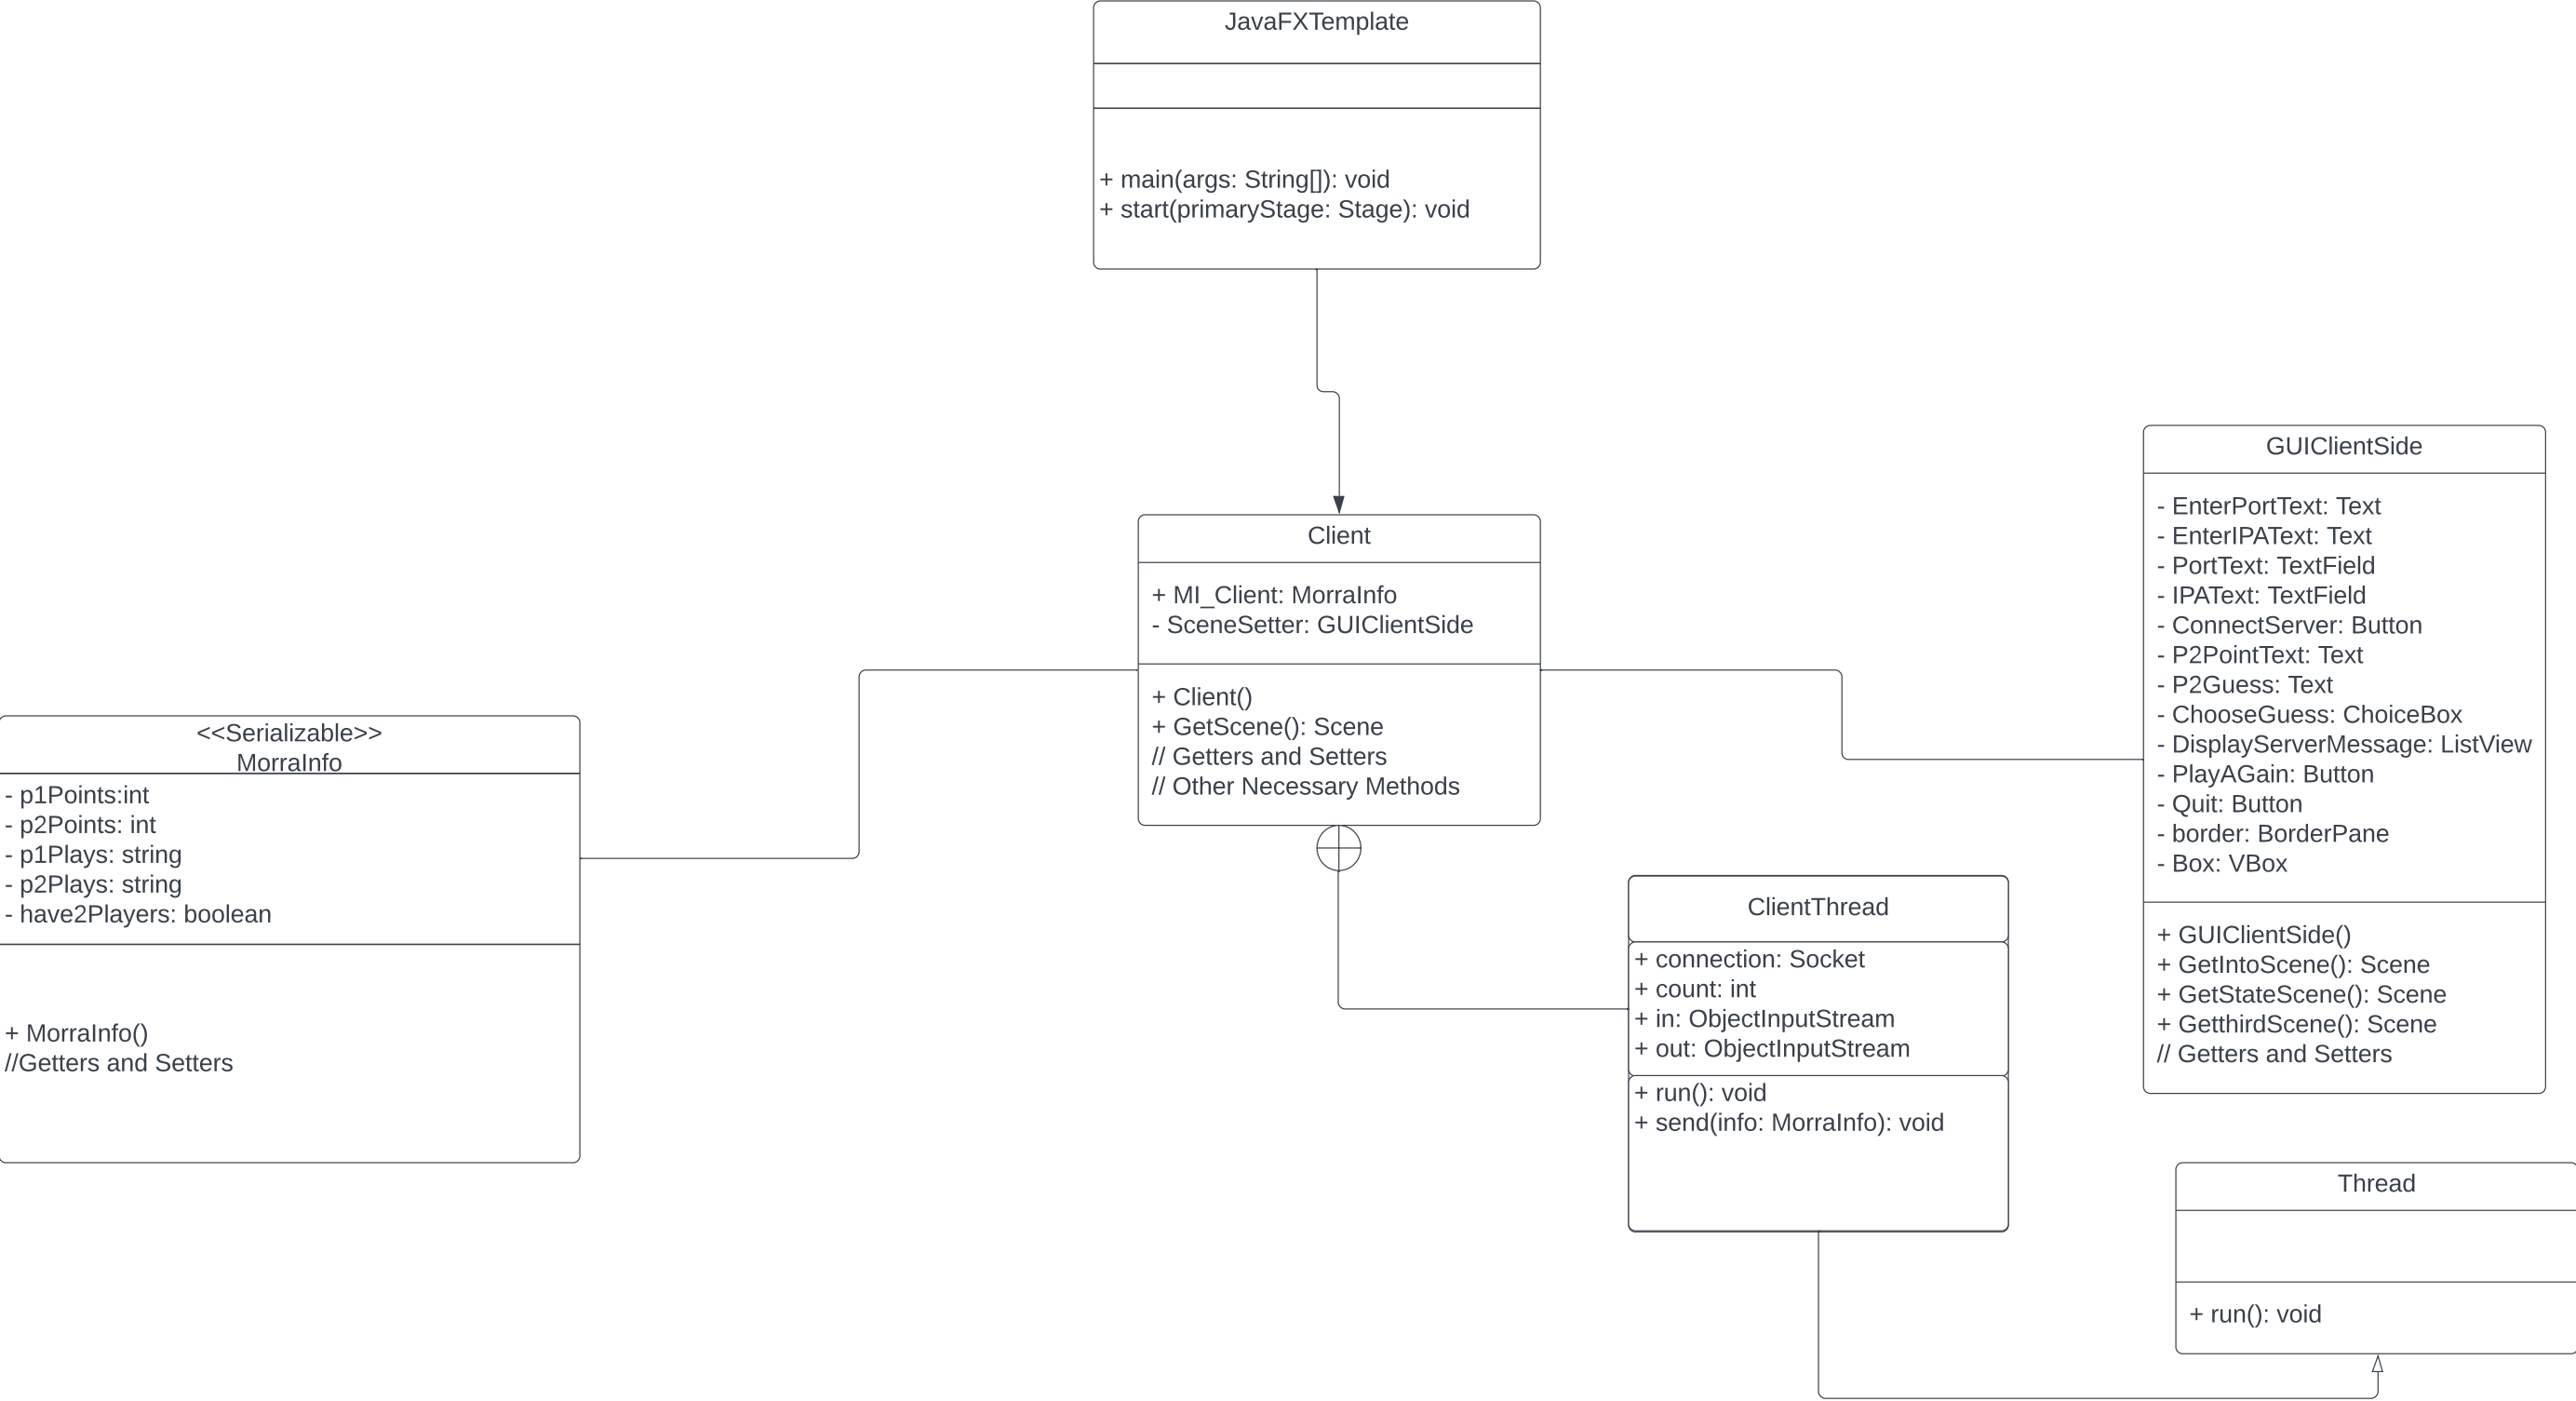 JavaFXTemplate
+ main(args: String[]): void
+ start(primaryStage: Stage): void
Client
+ MI_Client: MorraInfo
- SceneSetter: GUIClientSide
+ Client()
+ GetScene(): Scene
// Getters and Setters
// Other Necessary Methods
GUIClientSide
- EnterPortText: Text
- EnterIPAText: Text
- PortText: TextField
- IPAText: TextField
- ConnectServer: Button
- P2PointText: Text
- P2Guess: Text
- ChooseGuess: ChoiceBox
- DisplayServerMessage: ListView
- PlayAGain: Button
- Quit: Button
- border: BorderPane
- Box: VBox
+ GUIClientSide()
+ GetIntoScene(): Scene
+ GetStateScene(): Scene
+ GetthirdScene(): Scene
// Getters and Setters
<<Serializable>>
MorraInfo
- p1Points:int
- p2Points: int
- p1Plays: string
- p2Plays: string
- have2Players: boolean
+ MorraInfo()
//Getters and Setters
ClientThread
+ connection: Socket
+ count: int
+ in: ObjectInputStream
+ out: ObjectInputStream
+ run(): void
+ send(info: MorraInfo): void
Thread
+ run(): void